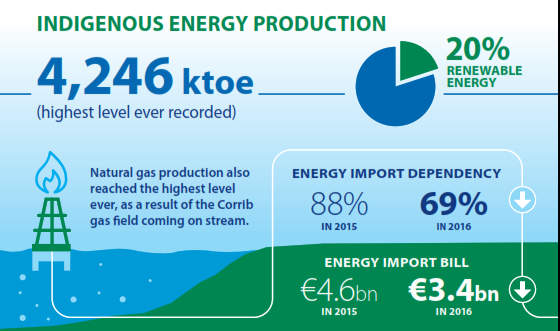 INDIGENOUS ENERGY PRODUCTION
4,246 ktoe
(highest level ever recorded)
20%
RENEWABLE
ENERGY
Natural gas production also
reached the highest level
ever, as a result of the Corrib
gas field coming on stream.
ENERGY IMPORT DEPENDENCY
88% 69%
IN 2015 IN 2016
ENERGY IMPORT BILL
€4.6bn €3.4bn
IN 2015 IN 2016